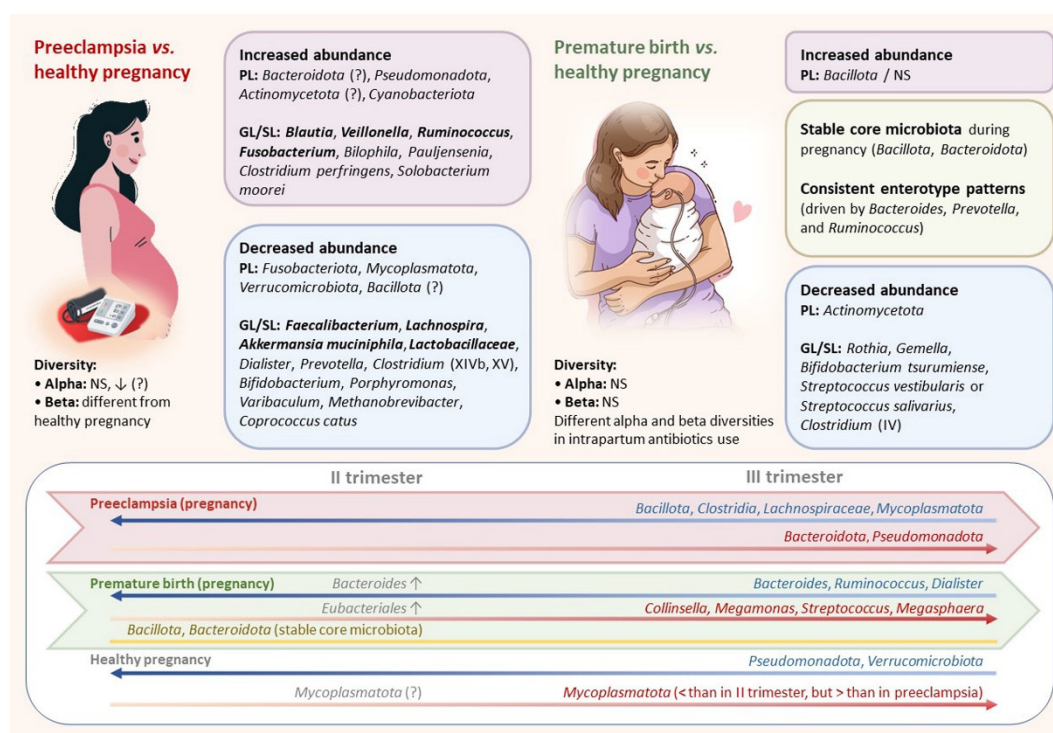 Preeclampsia vs.
healthy pregnancy
Increased abundance
PL: Bacteroidota (?), Pseudomonadota,
Actinomycetota (?), Cyanobacteriota
GL/SL: Blautia, Veillonella, Ruminococcus,
Fusobacterium, Bilophila, Pauljensenia,
Clostridium perfringens, Solobacterium
moorei
Decreased abundance
PL: Fusobacteriota, Mycoplasmatota,
Verrucomicrobiota, Bacillota (?)
GL/SL: Faecalibacterium, Lachnospira,
Akkermansia muciniphila, Lactobacillaceae,
Dialister, Prevotella, Clostridium (XIVb, XV),
Bifidobacterium, Porphyromonas,
Varibaculum, Methanobrevibacter,
Coprococcus catus
Diversity:
• Alpha: NS, ↓ (?)
• Beta: different from
healthy pregnancy
Premature birth vs.
healthy pregnancy
Increased abundance
PL: Bacillota / NS
Stable core microbiota during
pregnancy (Bacillota, Bacteroidota)
Consistent enterotype patterns
(driven by Bacteroides, Prevotella,
and Ruminococcus)
Decreased abundance
PL: Actinomycetota
GL/SL: Rothia, Gemella,
Bifidobacterium tsurumiense,
Streptococcus vestibularis or
Streptococcus salivarius,
Clostridium (IV)
Diversity:
• Alpha: NS
• Beta: NS
Different alpha and beta diversities
in intrapartum antibiotics use
II trimester
III trimester
Preeclampsia (pregnancy)
Bacillota, Clostridia, Lachnospiraceae, Mycoplasmatota
Bacteroidota, Pseudomonadota
Premature birth (pregnancy)
Bacteroides ↑
Bacteroides, Ruminococcus, Dialister
Eubacteriales ↑
Collinsella, Megamonas, Streptococcus, Megasphaera
Bacillota, Bacteroidota (stable core microbiota)
Healthy pregnancy
Pseudomonadota, Verrucomicrobiota
Mycoplasmatota (?)
Mycoplasmatota (< than in II trimester, but > than in preeclampsia)